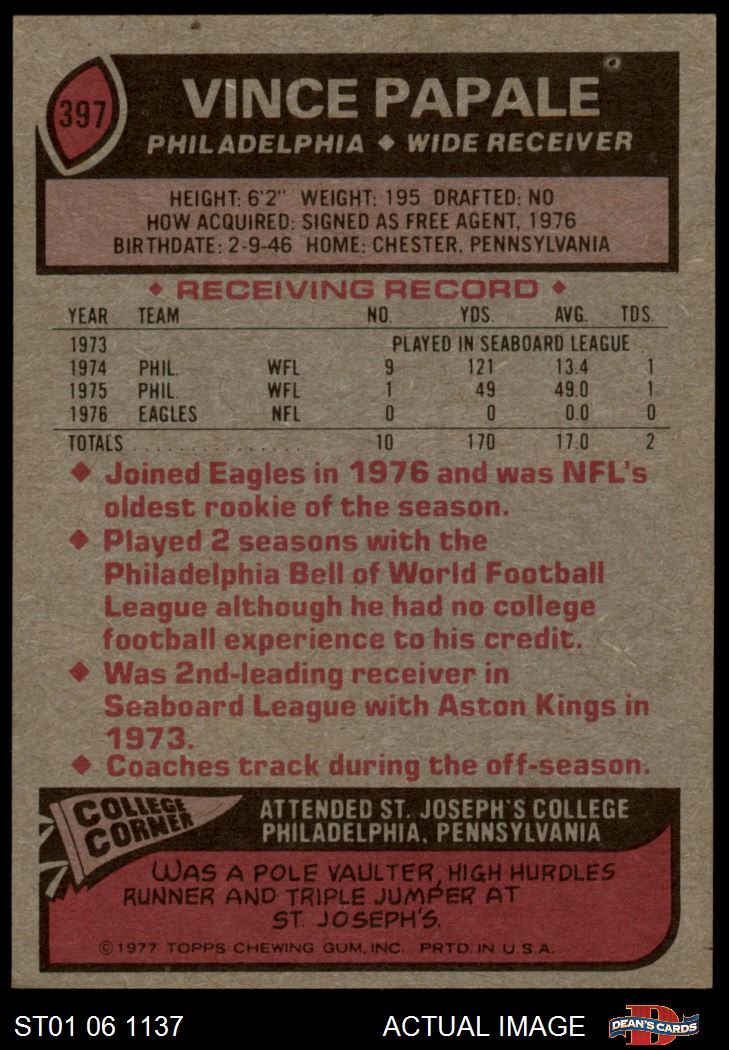 397
VINCE PAPALE
PHILADELPHIA ◆ WIDE RECEIVER
HEIGHT: 6'2" WEIGHT: 195 DRAFTED: NO
HOW ACQUIRED: SIGNED AS FREE AGENT, 1976
BIRTHDATE: 2-9-46 HOME: CHESTER, PENNSYLVANIA
◆ RECEIVING RECORD ◆
YEAR TEAM NO. YDS. AVG. TDS.
1973 PLAYED IN SEABOARD LEAGUE
1974 PHIL. WFL 9 121 13.4 1
1975 PHIL. WFL 1 49 49.0 1
1976 EAGLES NFL 0 0 0.0 0
TOTALS .................... 10 170 17.0 2
◆ Joined Eagles in 1976 and was NFL's
oldest rookie of the season.
◆ Played 2 seasons with the
Philadelphia Bell of World Football
League although he had no college
football experience to his credit.
◆ Was 2nd-leading receiver in
Seaboard League with Aston Kings in
1973.
◆ Coaches track during the off-season.
COLLEGE
CORNER
ATTENDED ST. JOSEPH'S COLLEGE
PHILADELPHIA, PENNSYLVANIA
WAS A POLE VAULTER, HIGH HURDLES
RUNNER AND TRIPLE JUMPER AT
ST. JOSEPH'S.
©1977 TOPPS CHEWING GUM, INC. PRTD. IN U.S.A.
ST01 06 1137 ACTUAL IMAGE
D
DEAN'S CARDS